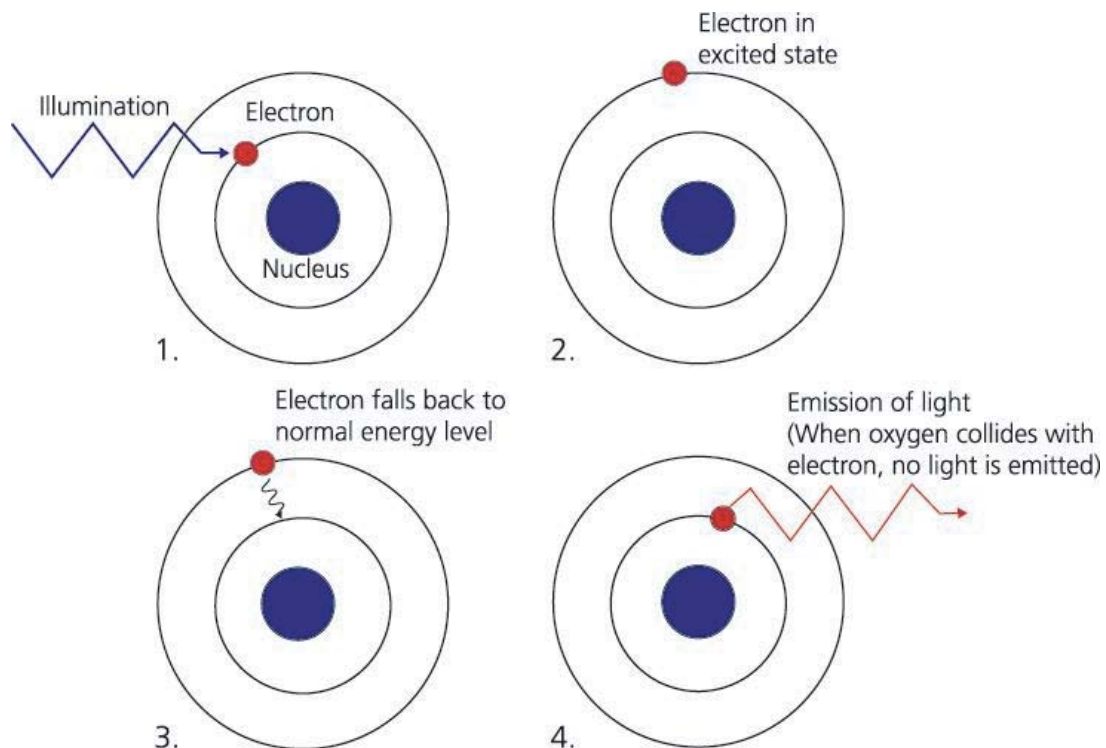 Illumination
Electron
Nucleus
1.
Electron in
excited state
2.
Electron falls back to
normal energy level
3.
Emission of light
(When oxygen collides with
electron, no light is emitted)
4.